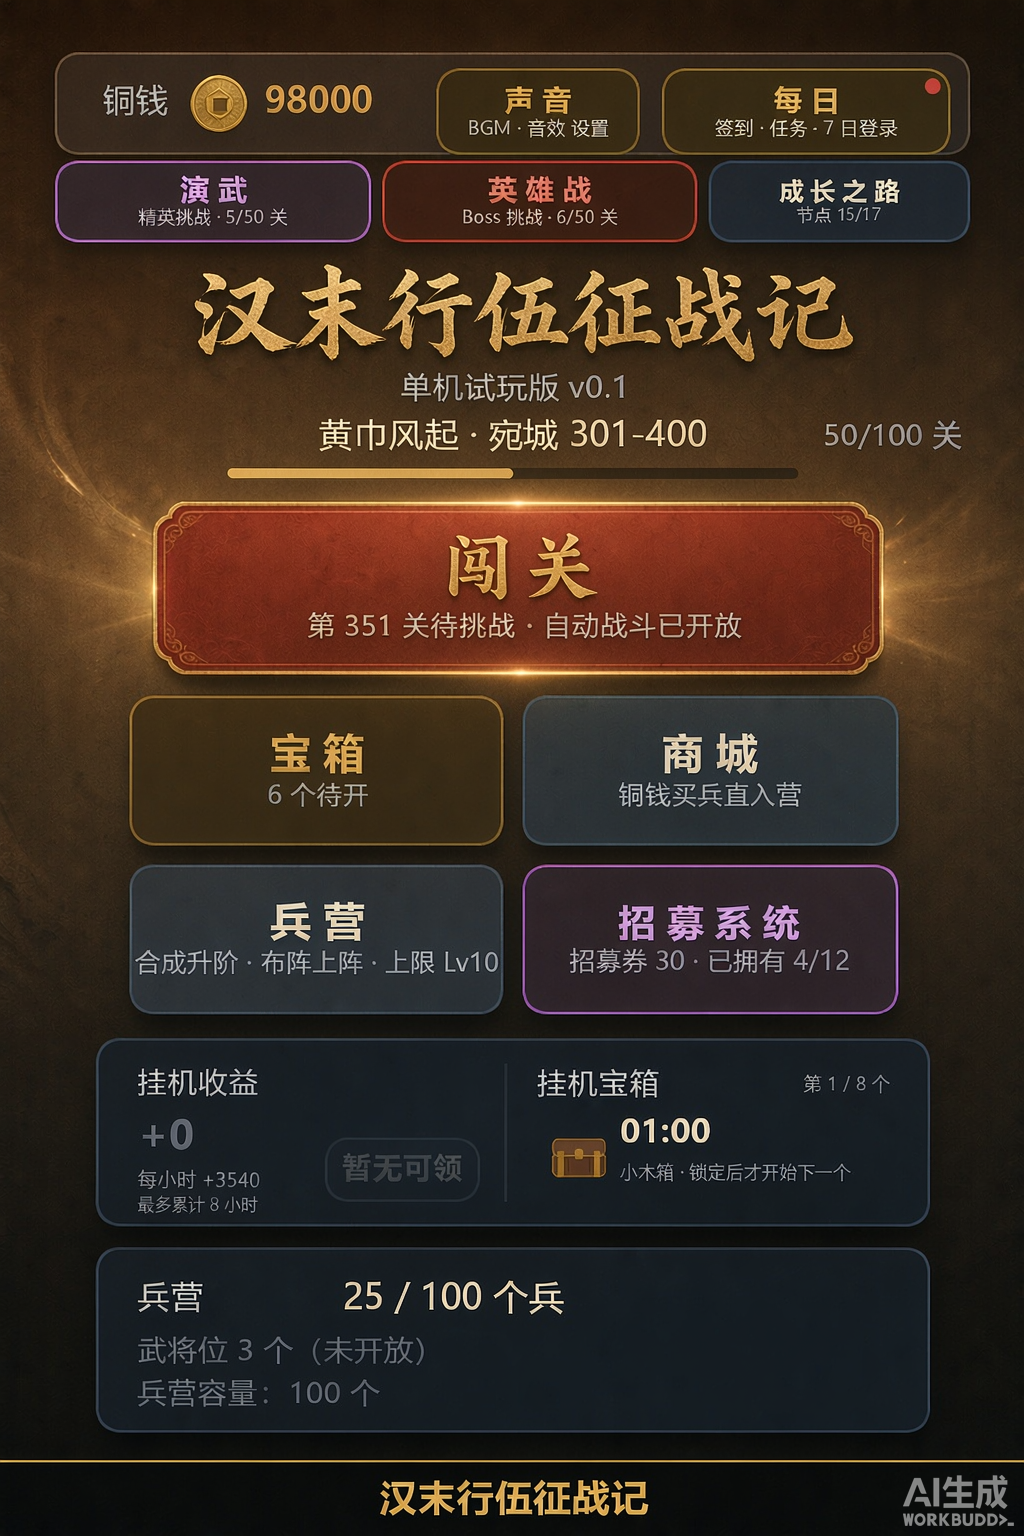 铜钱 98000
声音
BGM · 音效 设置
每日
签到 · 任务 · 7 日登录
演武
精英挑战 · 5/50 关
英雄战
Boss 挑战 · 6/50 关
成长之路
节点 15/17
汉末行伍征战记
单机试玩版 v0.1
黄巾风起 · 宛城 301-400
50/100 关
闯关
第 351 关待挑战 · 自动战斗已开放
宝箱
6 个待开
商城
铜钱买兵直入营
兵营
合成升阶 · 布阵上阵 · 上限 Lv10
招募系统
招募券 30 · 已拥有 4/12
挂机收益
+0
每小时 +3540
最多累计 8 小时
暂无可领
挂机宝箱
第 1 / 8 个
01:00
小木箱 · 锁定后才开始下一个
兵营
25 / 100 个兵
武将位 3 个（未开放）
兵营容量：100 个
汉末行伍征战记
AI生成
WORKBUDD>_